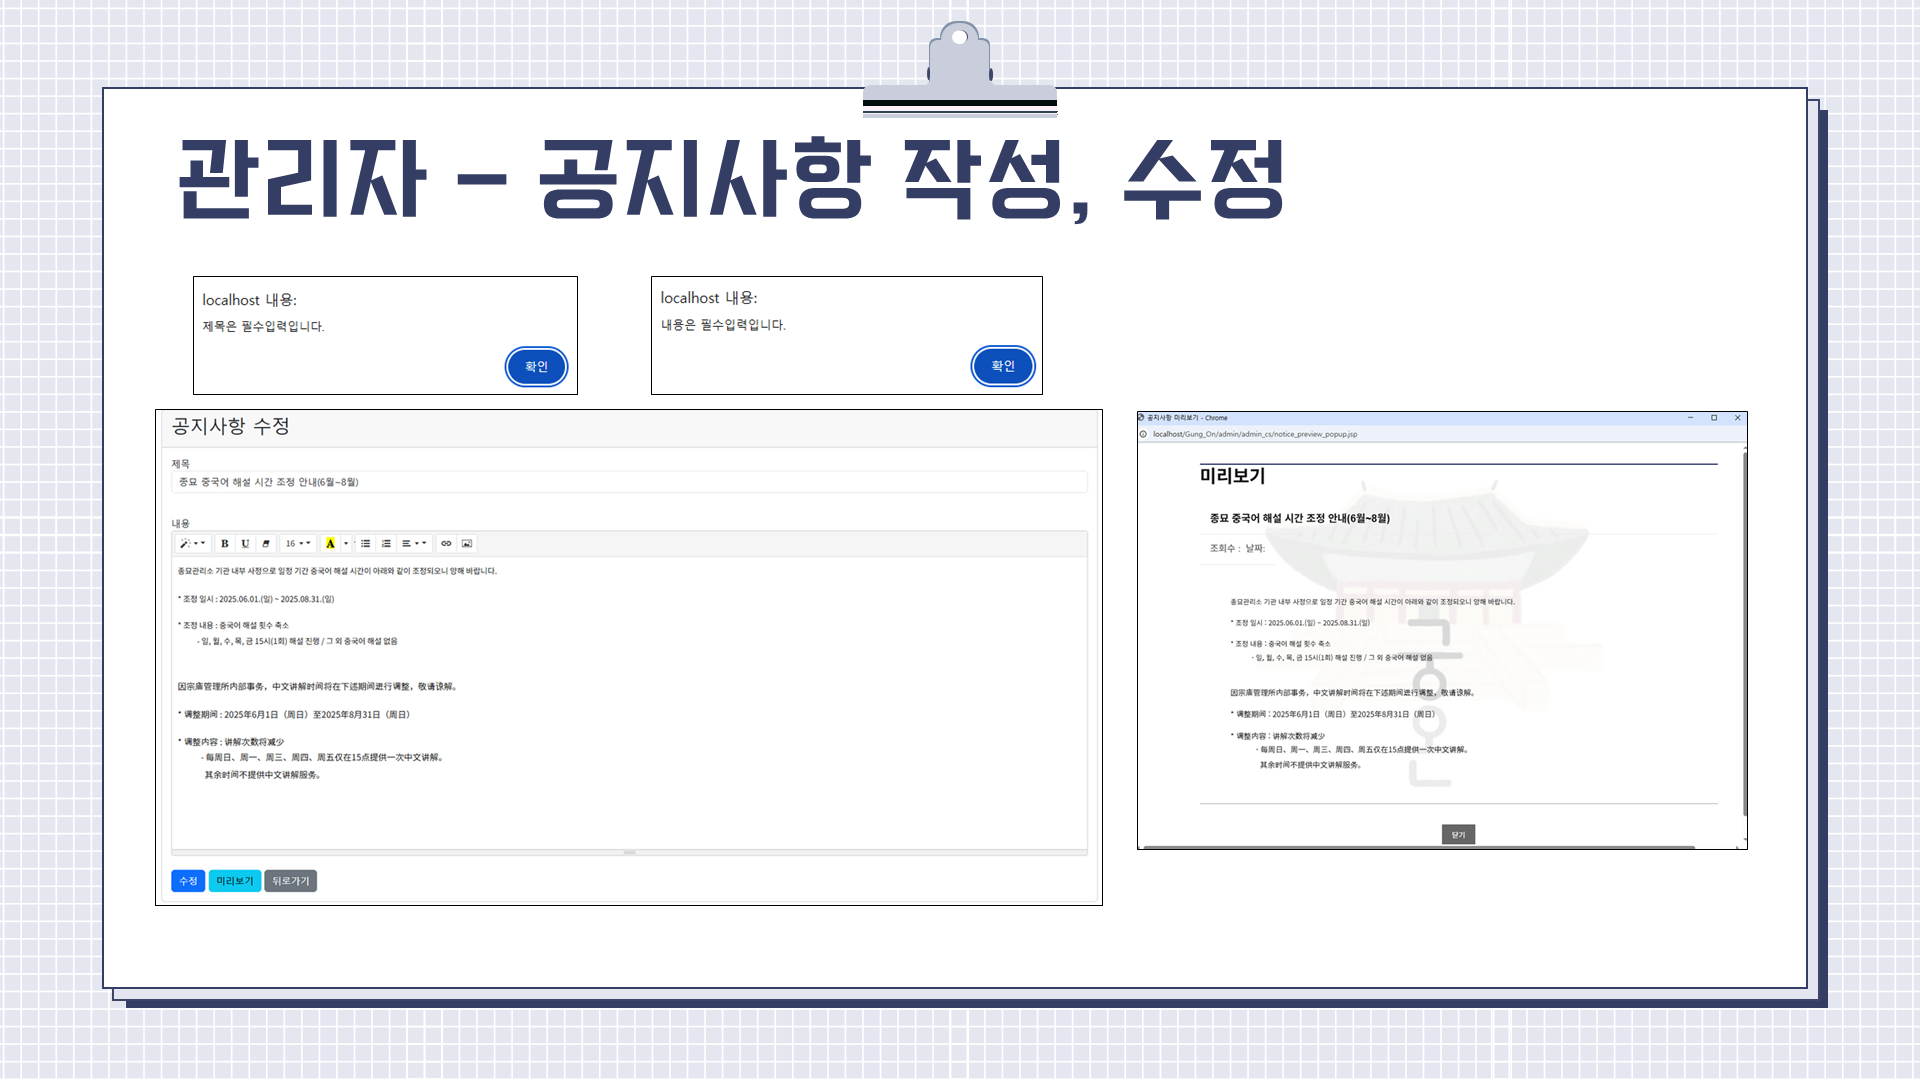 관리자 - 공지사항 작성, 수정
localhost 내용:
제목은 필수입력입니다.
확인
localhost 내용:
내용은 필수입력입니다.
확인
공지사항 수정
제목
종묘 중국어 해설 시간 조정 안내(6월~8월)
내용
B U 16 A
종묘관리소 기관 내부 사정으로 일정 기간 중국어 해설 시간이 아래와 같이 조정되오니 양해 바랍니다.
* 조정 일시 : 2025.06.01.(일) ~ 2025.08.31.(일)
* 조정 내용 : 중국어 해설 횟수 축소
- 일, 월, 수, 목, 금 15시(1회) 해설 진행 / 그 외 중국어 해설 없음
因宗庙管理所内部事务，中文讲解时间将在下述期间进行调整，敬请谅解。
* 调整期间 : 2025年6月1日（周日）至2025年8月31日（周日）
* 调整内容 : 讲解次数将减少
- 每周日、周一、周三、周四、周五仅在15点提供一次中文讲解。
其余时间不提供中文讲解服务。
수정 미리보기 뒤로가기
공지사항 미리보기 - Chrome
localhost/Gung_On/admin/admin_cs/notice_preview_popup.jsp
미리보기
종묘 중국어 해설 시간 조정 안내(6월~8월)
조회수 : 날짜:
종묘관리소 기관 내부 사정으로 일정 기간 중국어 해설 시간이 아래와 같이 조정되오니 양해 바랍니다.
* 조정 일시 : 2025.06.01.(일) ~ 2025.08.31.(일)
* 조정 내용 : 중국어 해설 횟수 축소
- 일, 월, 수, 목, 금 15시(1회) 해설 진행 / 그 외 중국어 해설 없음
因宗庙管理所内部事务，中文讲解时间将在下述期间进行调整，敬请谅解。
* 调整期间 : 2025年6月1日（周日）至2025年8月31日（周日）
* 调整内容 : 讲解次数将减少
- 每周日、周一、周三、周四、周五仅在15点提供一次中文讲解。
其余时间不提供中文讲解服务。
궁온
닫기